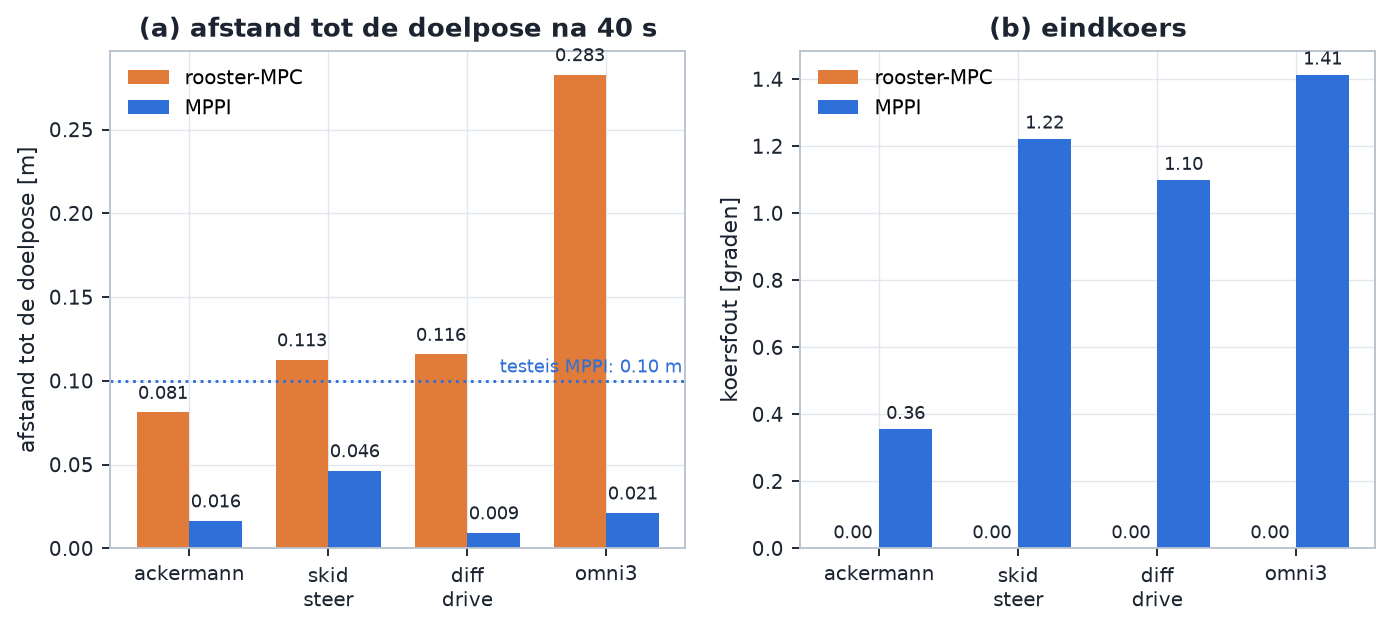 (a) afstand tot de doelpose na 40 s
afstand tot de doelpose [m]
0.25
0.20
0.15
0.10
0.05
0.00
rooster-MPC
MPPI
0.081
0.016
0.113
0.046
0.116
0.009
0.283
0.021
testeis MPPI: 0.10 m
ackermann
skid
steer
diff
drive
omni3
(b) eindkoers
koersfout [graden]
1.4
1.2
1.0
0.8
0.6
0.4
0.2
0.0
rooster-MPC
MPPI
0.00
0.36
0.00
1.22
0.00
1.10
0.00
1.41
ackermann
skid
steer
diff
drive
omni3